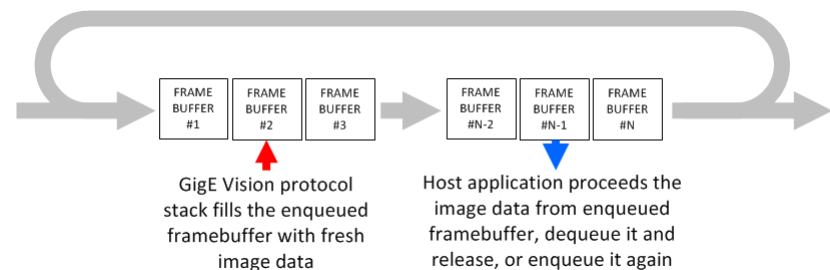 FRAME
BUFFER
#1
FRAME
BUFFER
#2
FRAME
BUFFER
#3
FRAME
BUFFER
#N-2
FRAME
BUFFER
#N-1
FRAME
BUFFER
#N
GigE Vision protocol
stack fills the enqueued
framebuffer with fresh
image data
Host application proceeds the
image data from enqueued
framebuffer, dequeue it and
release, or enqueue it again